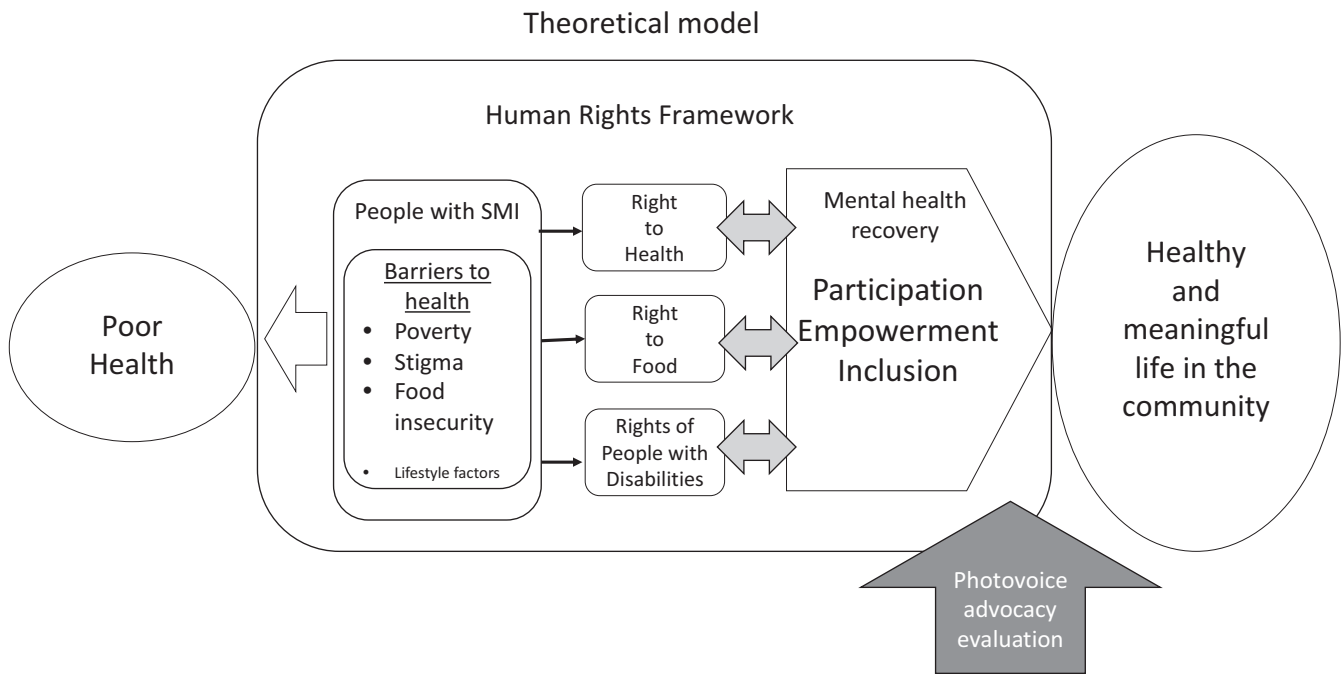 Theoretical model
Human Rights Framework
Poor
Health
People with SMI
Barriers to
health
• Poverty
• Stigma
• Food
insecurity
• Lifestyle factors
Right
to
Health
Right
to
Food
Rights of
People with
Disabilities
Mental health
recovery
Participation
Empowerment
Inclusion
Healthy
and
meaningful
life in the
community
Photovoice
advocacy
evaluation